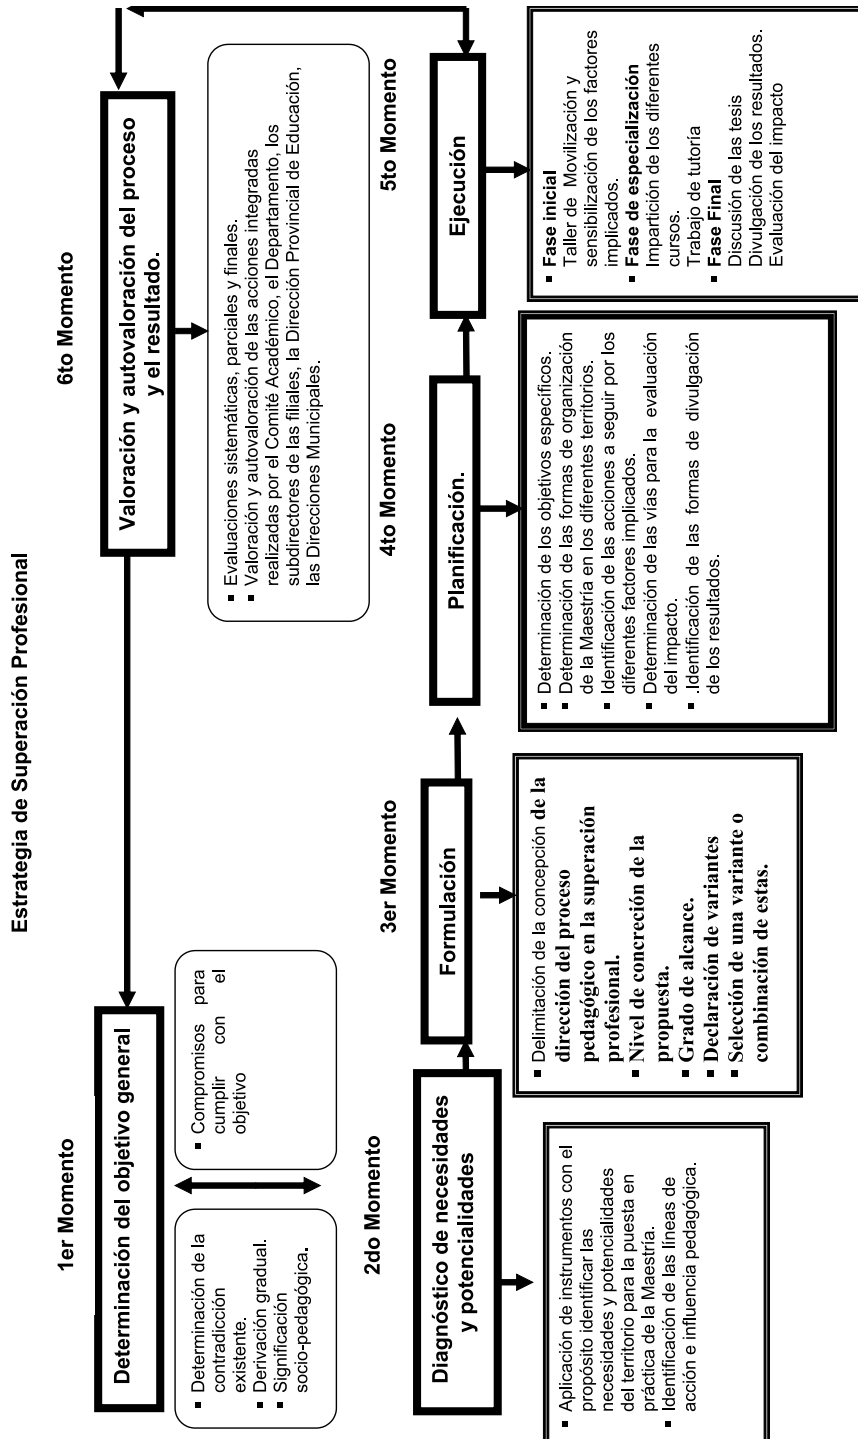 Estrategia de Superación Profesional
1er Momento
Determinación del objetivo general
▪ Determinación de la
contradicción
existente.
▪ Derivación gradual.
▪ Significación
socio-pedagógica.
▪ Compromisos para
cumplir con el
objetivo
6to Momento
Valoración y autovaloración del proceso
y el resultado.
▪ Evaluaciones sistemáticas, parciales y finales.
▪ Valoración y autovaloración de las acciones integradas
realizadas por el Comité Académico, el Departamento, los
subdirectores de las filiales, la Dirección Provincial de Educación,
las Direcciones Municipales.
2do Momento
Diagnóstico de necesidades
y potencialidades
▪ Aplicación de instrumentos con el
propósito identificar las
necesidades y potencialidades
del territorio para la puesta en
práctica de la Maestría.
▪ Identificación de las líneas de
acción e influencia pedagógica.
3er Momento
Formulación
▪ Delimitación de la concepción de la
dirección del proceso
pedagógico en la superación
profesional.
▪ Nivel de concreción de la
propuesta.
▪ Grado de alcance.
▪ Declaración de variantes
▪ Selección de una variante o
combinación de estas.
4to Momento
Planificación.
▪ Determinación de los objetivos específicos.
▪ Determinación de las formas de organización
de la Maestría en los diferentes territorios.
▪ Identificación de las acciones a seguir por los
diferentes factores implicados.
▪ Determinación de las vías para la evaluación
del impacto.
▪ .Identificación de las formas de divulgación
de los resultados.
5to Momento
Ejecución
▪ Fase inicial
Taller de Movilización y
sensibilización de los factores
implicados.
▪ Fase de especialización
Impartición de los diferentes
cursos.
Trabajo de tutoría
▪ Fase Final
Discusión de las tesis
Divulgación de los resultados.
Evaluación del impacto